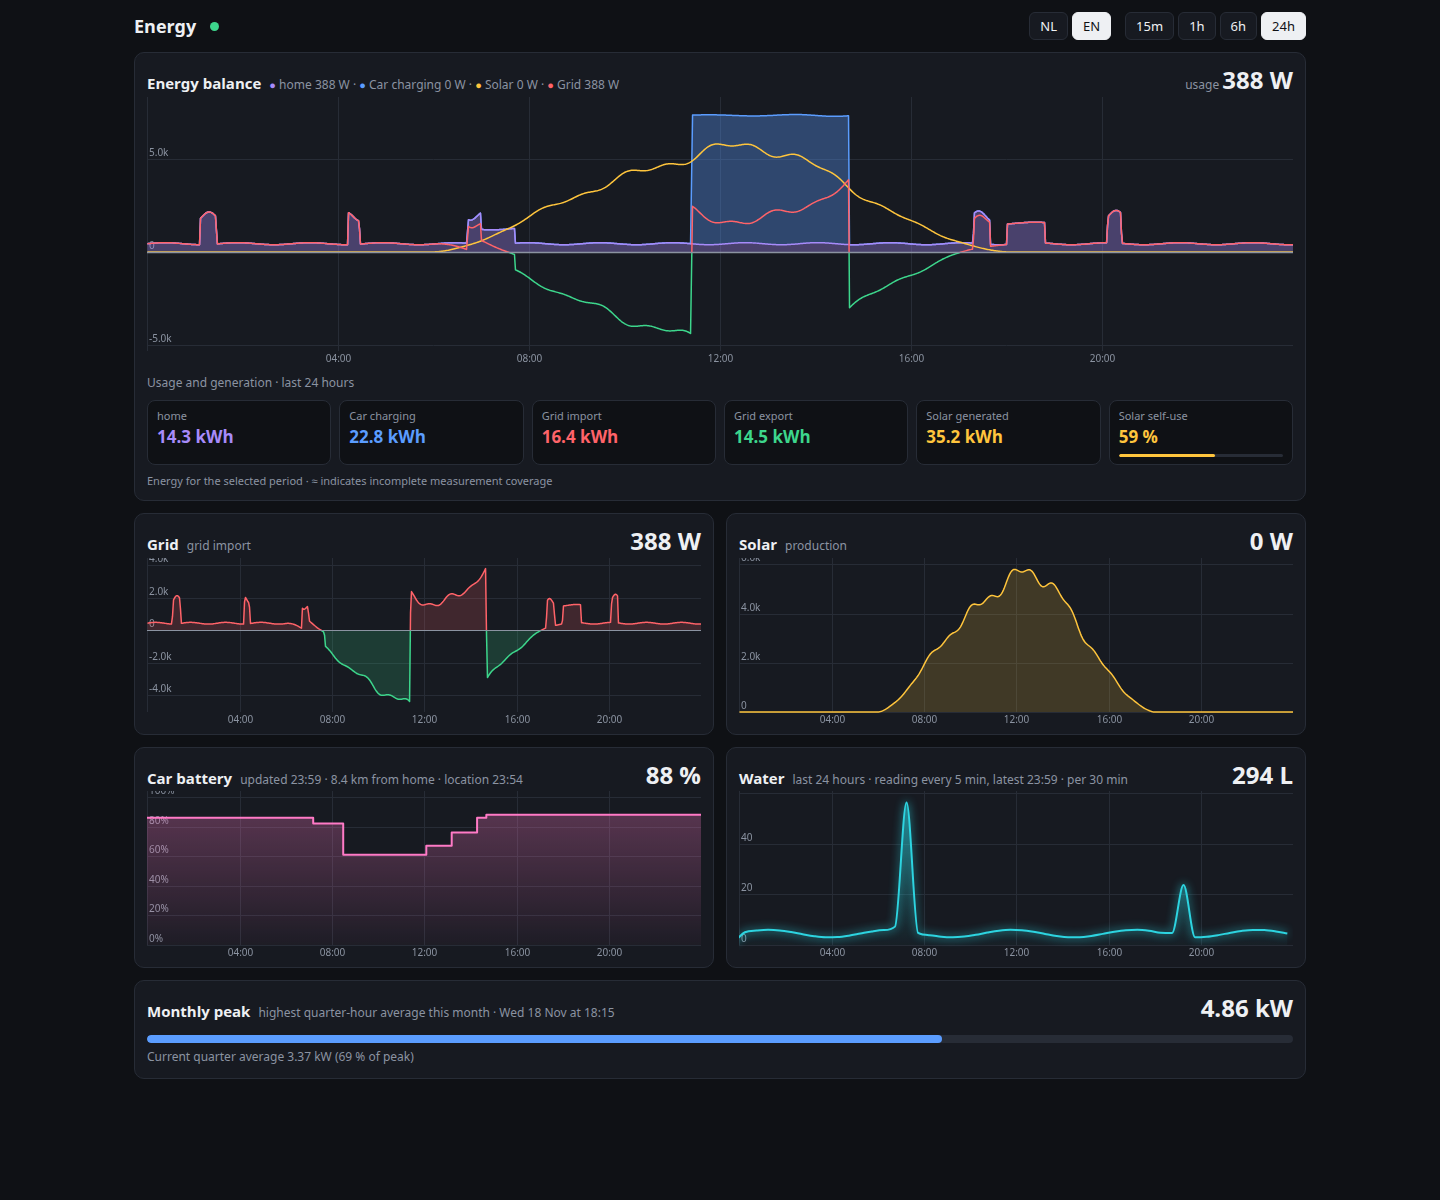 Energy
NL EN 15m 1h 6h 24h
Energy balance ● home 388 W · ● Car charging 0 W · ● Solar 0 W · ● Grid 388 W
usage 388 W
5.0k
0
-5.0k
04:00 08:00 12:00 16:00 20:00
Usage and generation · last 24 hours
home
14.3 kWh
Car charging
22.8 kWh
Grid import
16.4 kWh
Grid export
14.5 kWh
Solar generated
35.2 kWh
Solar self-use
59 %
Energy for the selected period · ≈ indicates incomplete measurement coverage
Grid grid import 388 W
4.0k
2.0k
0
-2.0k
-4.0k
04:00 08:00 12:00 16:00 20:00
Solar production 0 W
6.0k
4.0k
2.0k
0
04:00 08:00 12:00 16:00 20:00
Car battery updated 23:59 · 8.4 km from home · location 23:54 88 %
100%
80%
60%
40%
20%
0%
04:00 08:00 12:00 16:00 20:00
Water last 24 hours · reading every 5 min, latest 23:59 · per 30 min 294 L
40
20
0
04:00 08:00 12:00 16:00 20:00
Monthly peak highest quarter-hour average this month · Wed 18 Nov at 18:15 4.86 kW
Current quarter average 3.37 kW (69 % of peak)